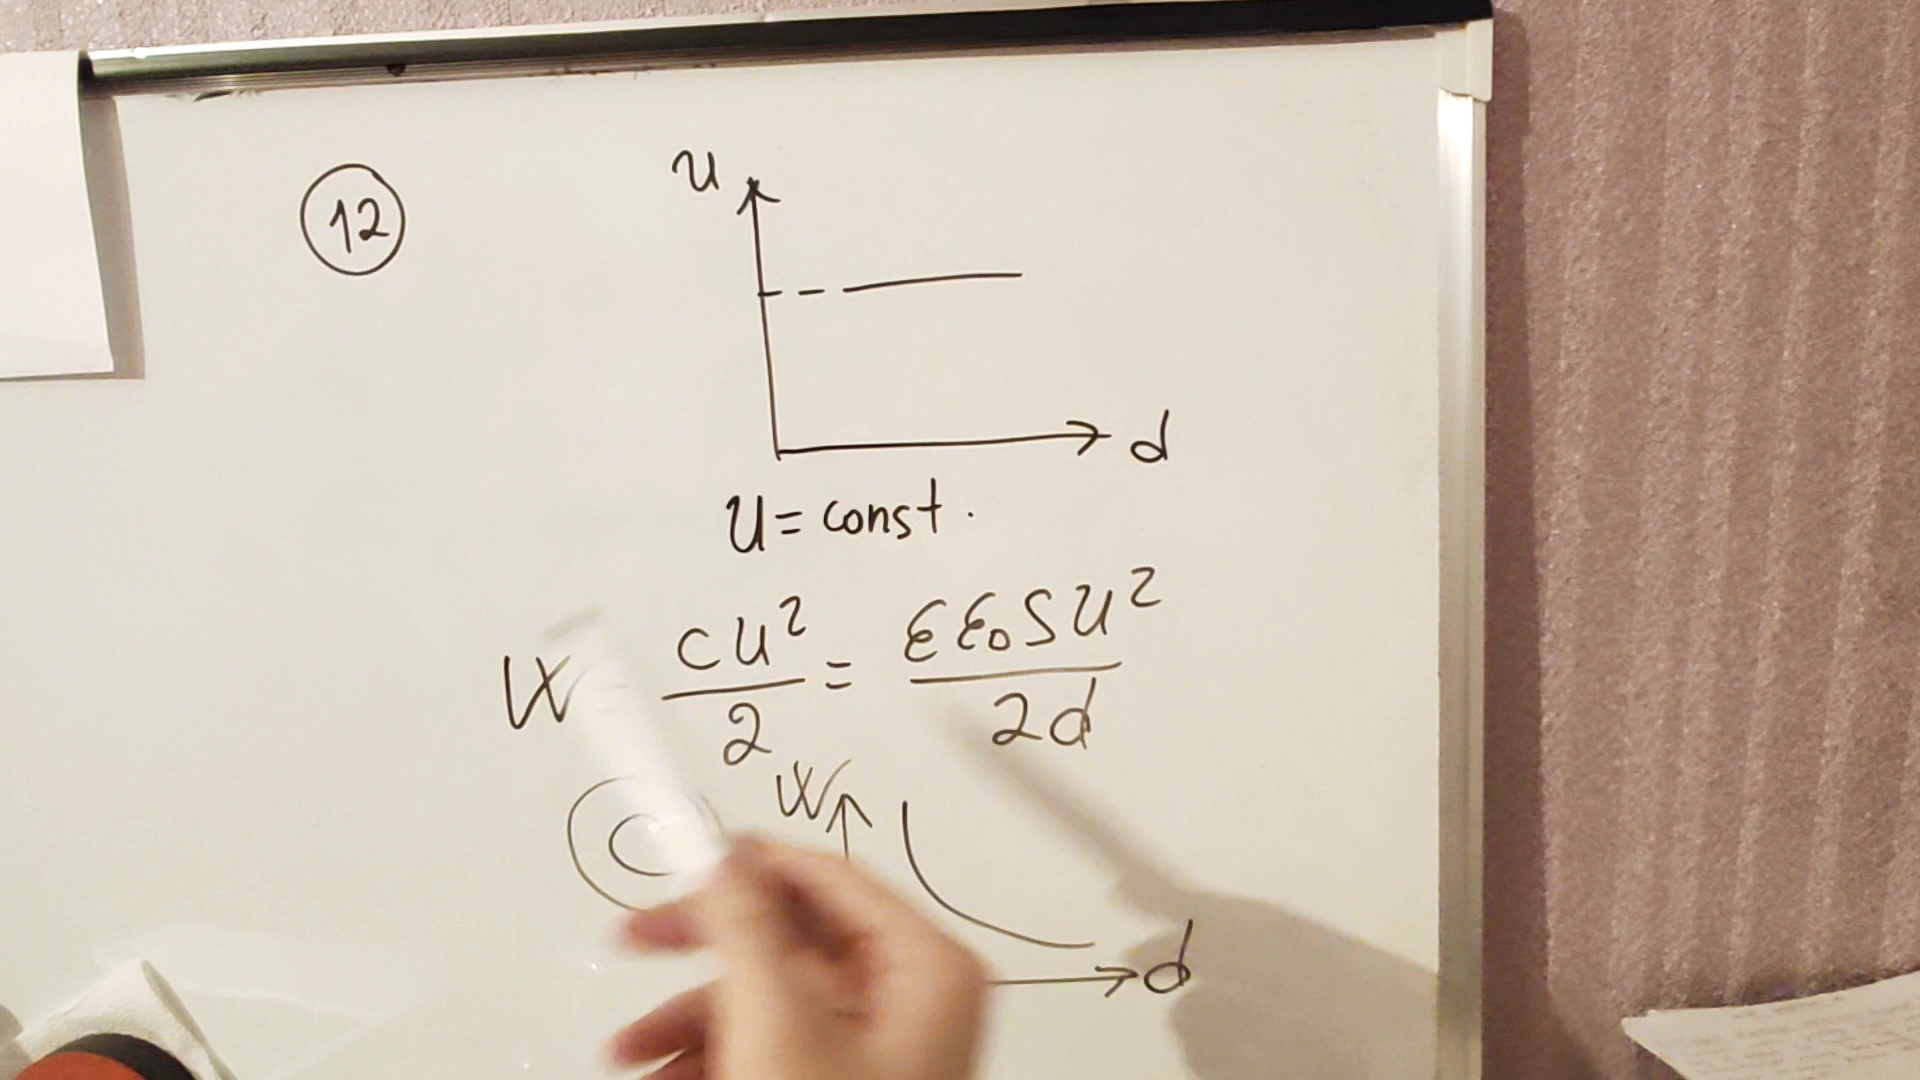 12
U
d
U = const.
W CU²/2 = εε₀SU²/2d
C
W
d